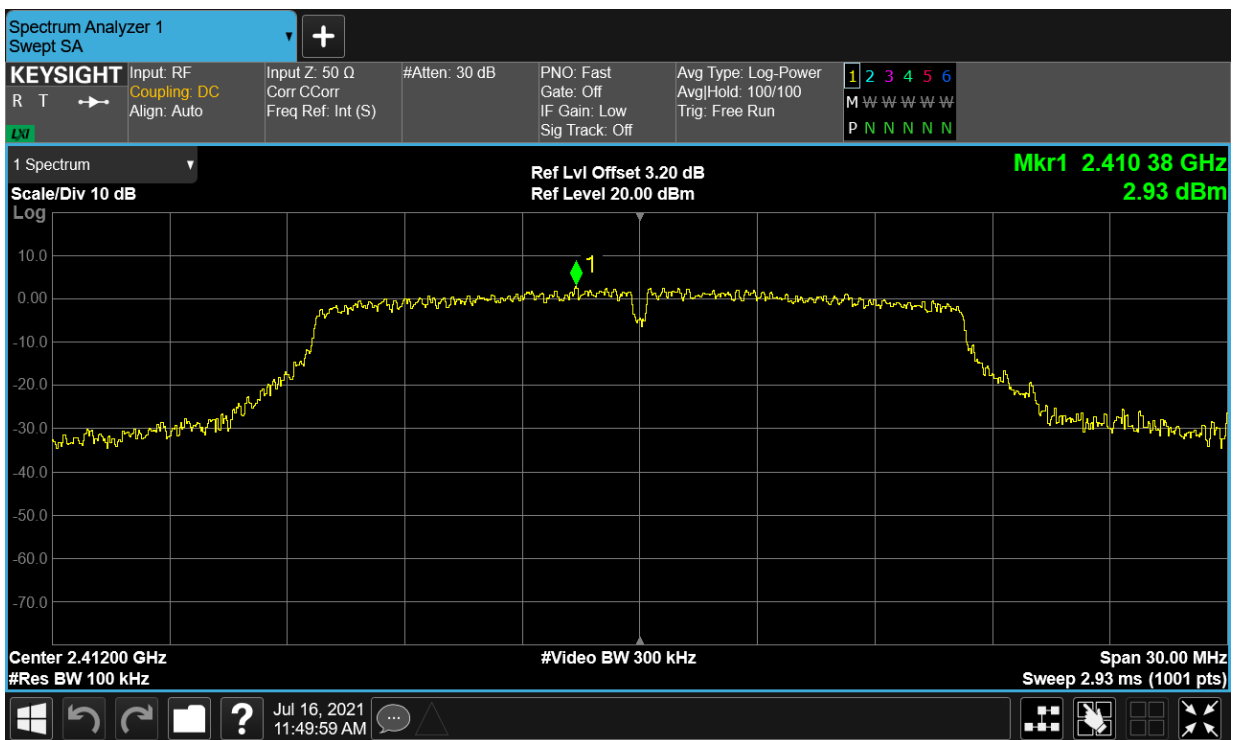 Spectrum Analyzer 1
Swept SA
KEYSIGHT
R T
LXI
Input: RF
Coupling: DC
Align: Auto
Input Z: 50 Ω
Corr CCorr
Freq Ref: Int (S)
#Atten: 30 dB
PNO: Fast
Gate: Off
IF Gain: Low
Sig Track: Off
Avg Type: Log-Power
Avg|Hold: 100/100
Trig: Free Run
1 2 3 4 5 6
M W W W W W
P N N N N N
1 Spectrum
Scale/Div 10 dB
Ref Lvl Offset 3.20 dB
Ref Level 20.00 dBm
Mkr1 2.410 38 GHz
2.93 dBm
Log
10.0
1
0.00
-10.0
-20.0
-30.0
-40.0
-50.0
-60.0
-70.0
Center 2.41200 GHz
#Video BW 300 kHz
Span 30.00 MHz
#Res BW 100 kHz
Sweep 2.93 ms (1001 pts)
?
Jul 16, 2021
11:49:59 AM